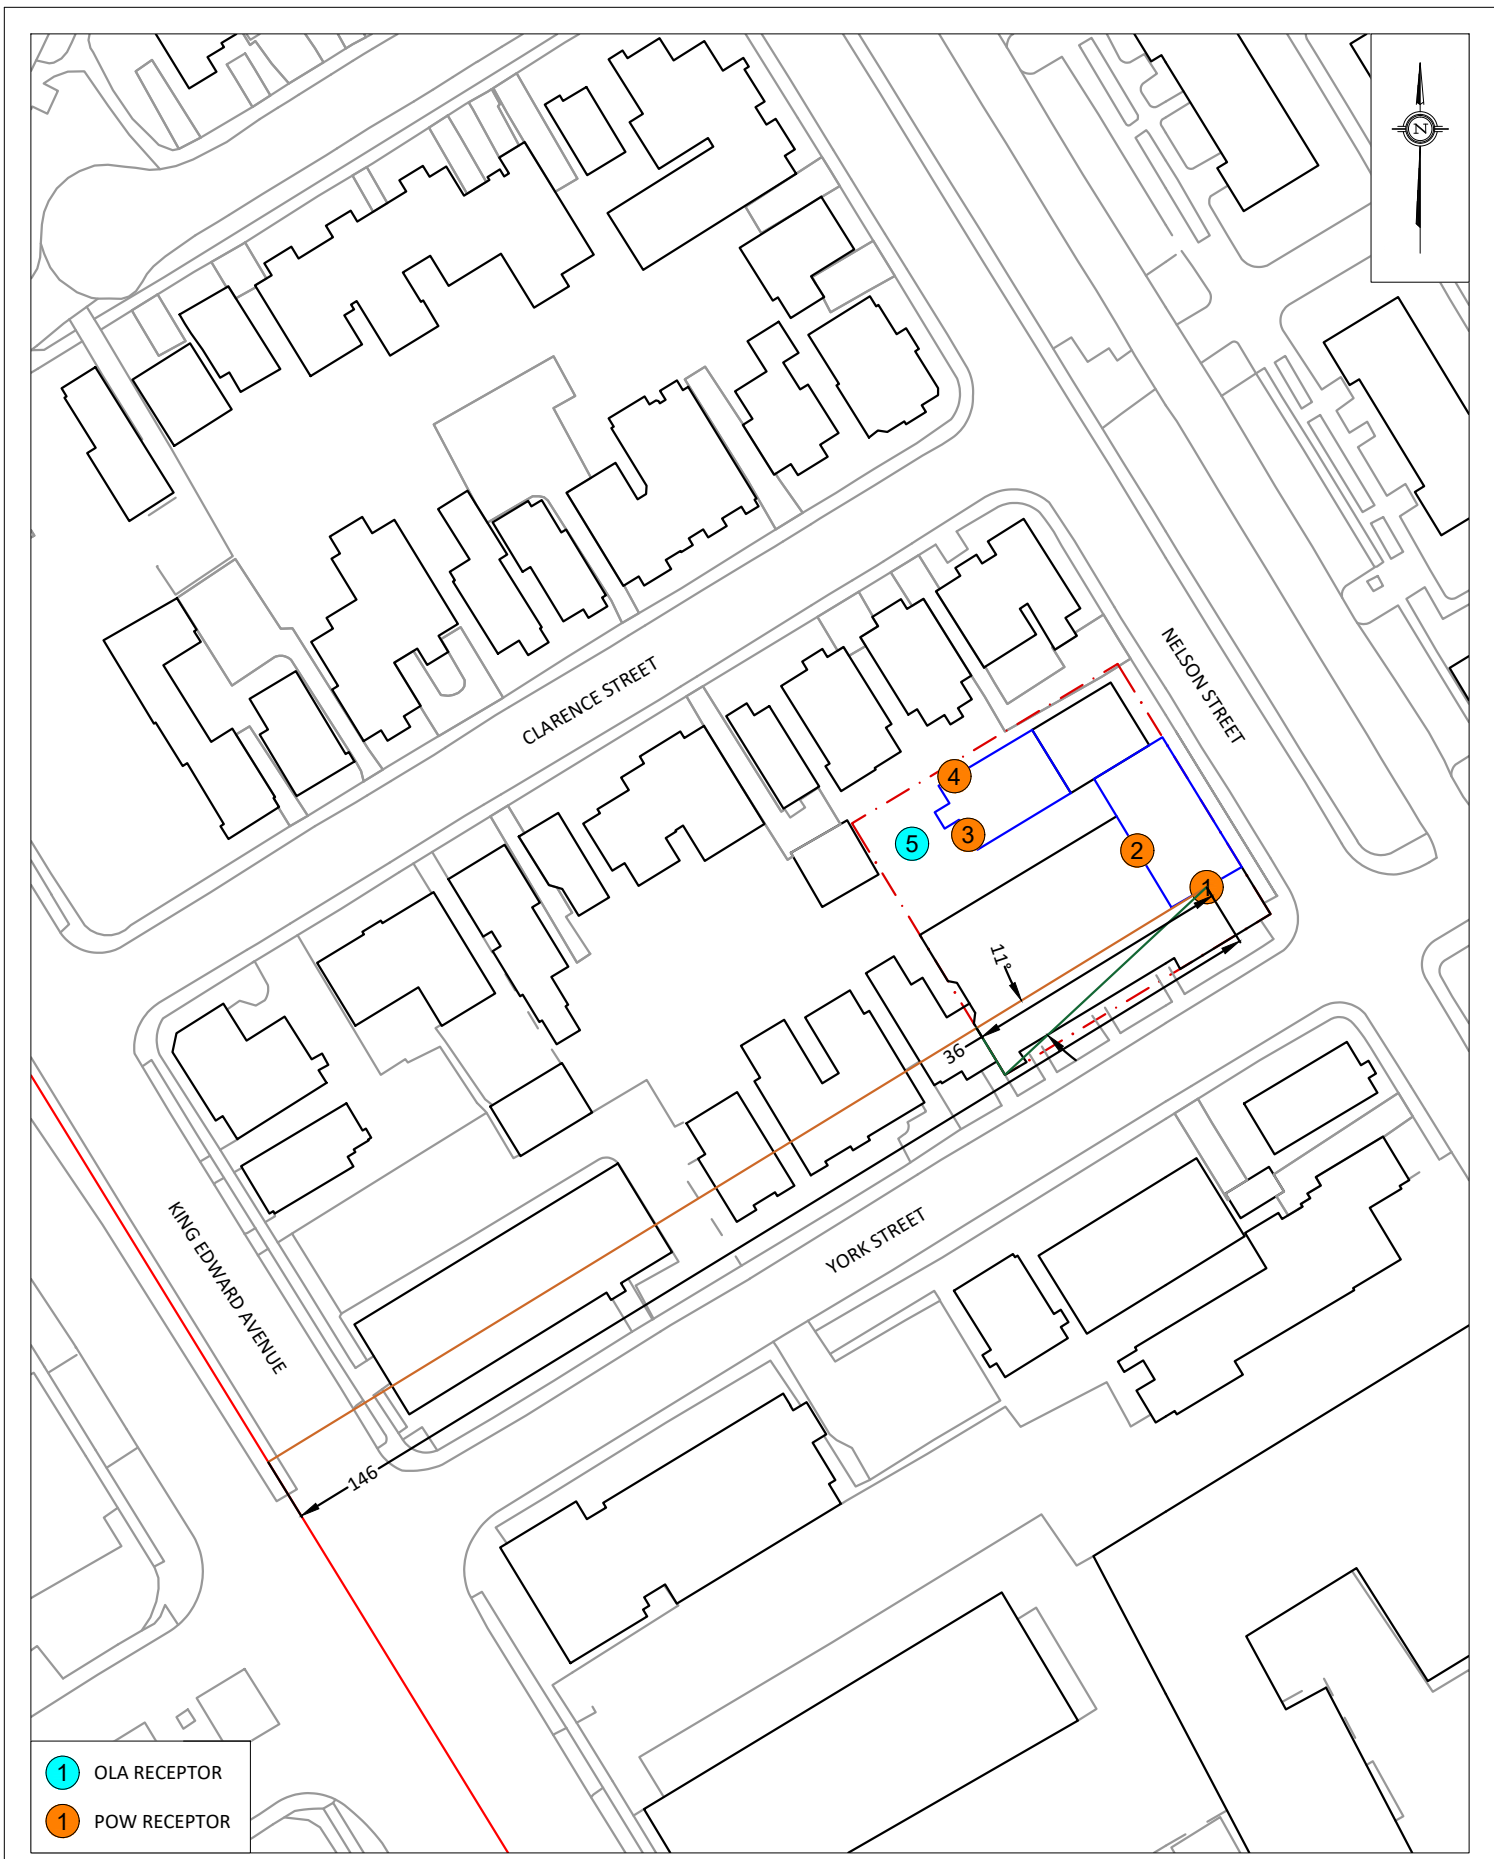 N
NELSON STREET
CLARENCE STREET
4
3
5
2
1
11°
36
YORK STREET
KING EDWARD AVENUE
146
1 OLA RECEPTOR
1 POW RECEPTOR